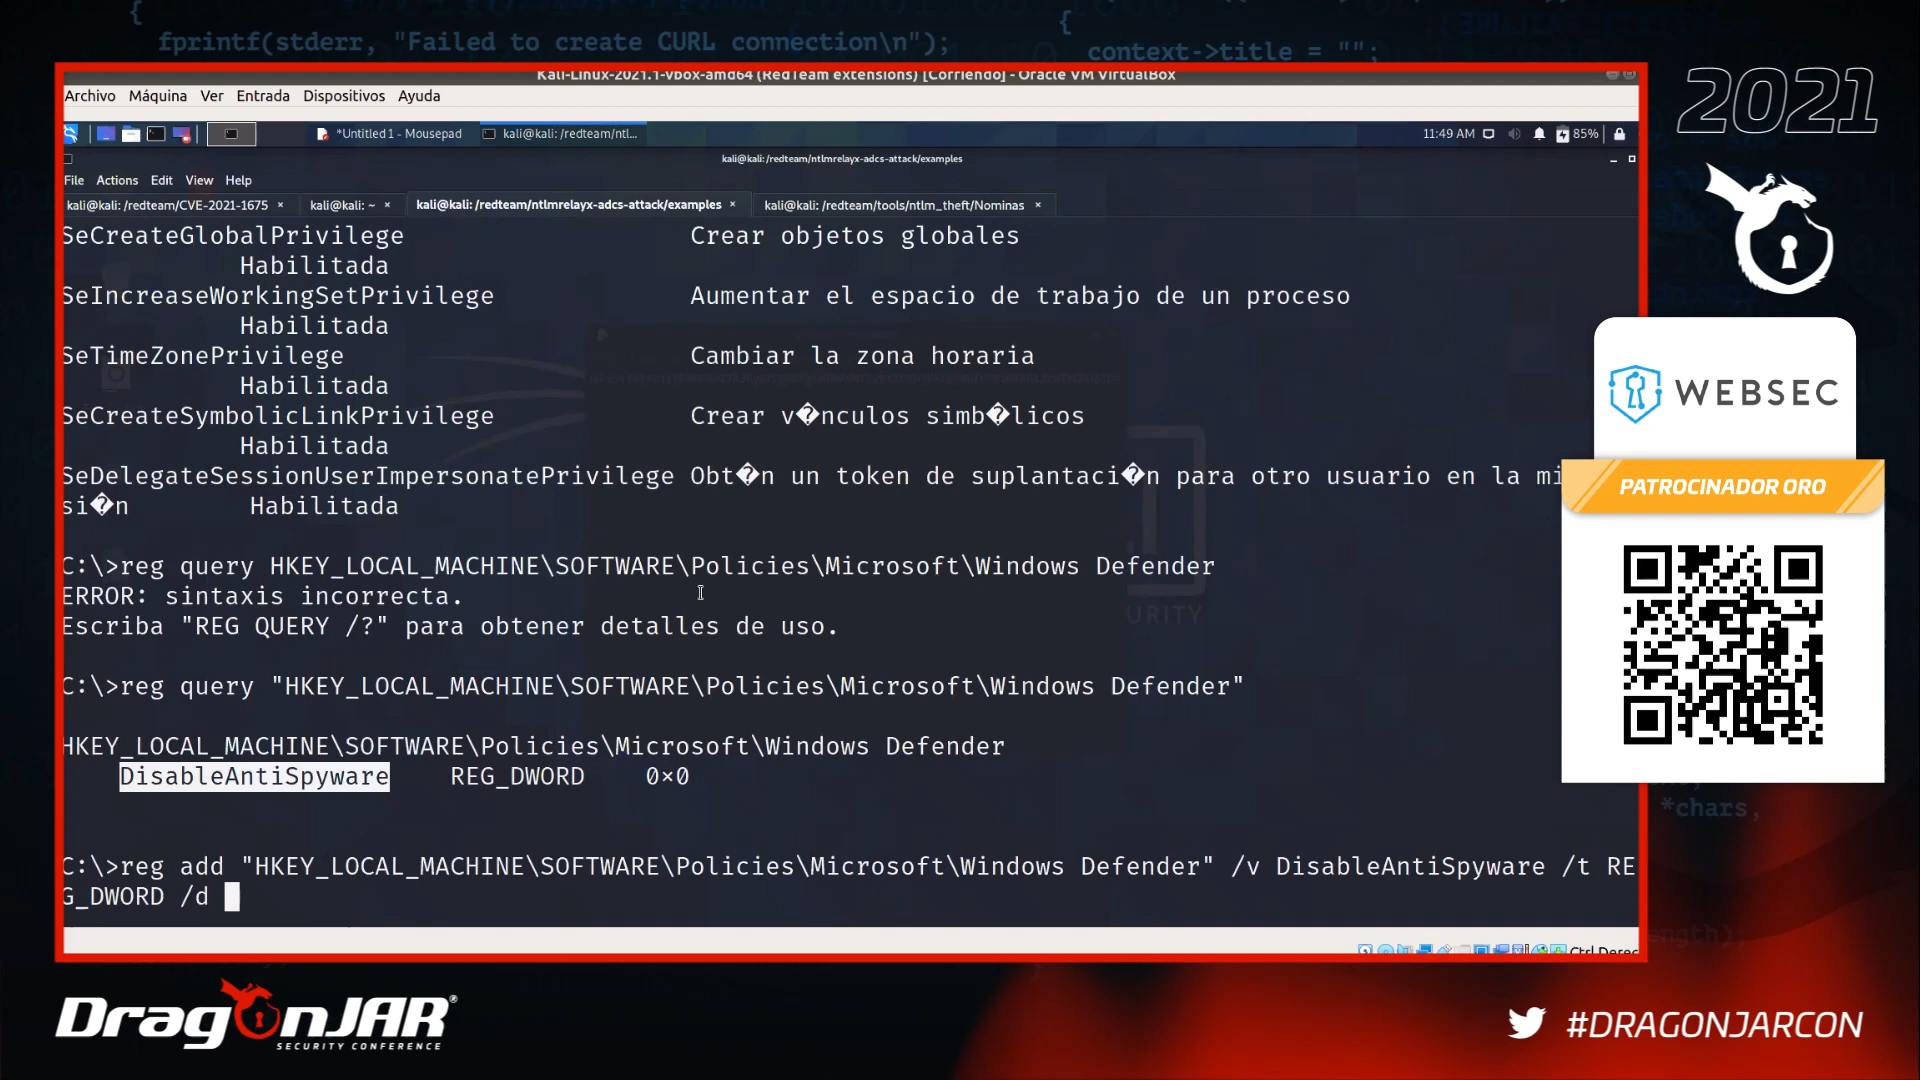 fprintf(stderr, "Failed to create CURL connection\n");
context->title = "";
2021
Kali-Linux-2021.1-vbox-amd64 (RedTeam extensions) [Corriendo] - Oracle VM VirtualBox
Archivo Máquina Ver Entrada Dispositivos Ayuda
*Untitled 1 - Mousepad
kali@kali: /redteam/ntl...
11:49 AM
85%
kali@kali: /redteam/ntlmrelayx-adcs-attack/examples
File Actions Edit View Help
kali@kali: /redteam/CVE-2021-1675 ×
kali@kali: ~ ×
kali@kali: /redteam/ntlmrelayx-adcs-attack/examples ×
kali@kali: /redteam/tools/ntlm_theft/Nominas ×
SeCreateGlobalPrivilege Crear objetos globales
Habilitada
SeIncreaseWorkingSetPrivilege Aumentar el espacio de trabajo de un proceso
Habilitada
SeTimeZonePrivilege Cambiar la zona horaria
Habilitada
SeCreateSymbolicLinkPrivilege Crear v�nculos simb�licos
Habilitada
SeDelegateSessionUserImpersonatePrivilege Obt�n un token de suplantaci�n para otro usuario en la mi
si�n Habilitada
C:\>reg query HKEY_LOCAL_MACHINE\SOFTWARE\Policies\Microsoft\Windows Defender
ERROR: sintaxis incorrecta.
Escriba "REG QUERY /?" para obtener detalles de uso.
URITY
C:\>reg query "HKEY_LOCAL_MACHINE\SOFTWARE\Policies\Microsoft\Windows Defender"
HKEY_LOCAL_MACHINE\SOFTWARE\Policies\Microsoft\Windows Defender
DisableAntiSpyware REG_DWORD 0×0
C:\>reg add "HKEY_LOCAL_MACHINE\SOFTWARE\Policies\Microsoft\Windows Defender" /v DisableAntiSpyware /t RE
G_DWORD /d
Ctrl Derec
WEBSEC
PATROCINADOR ORO
*chars,
DragonJAR®
SECURITY CONFERENCE
#DRAGONJARCON